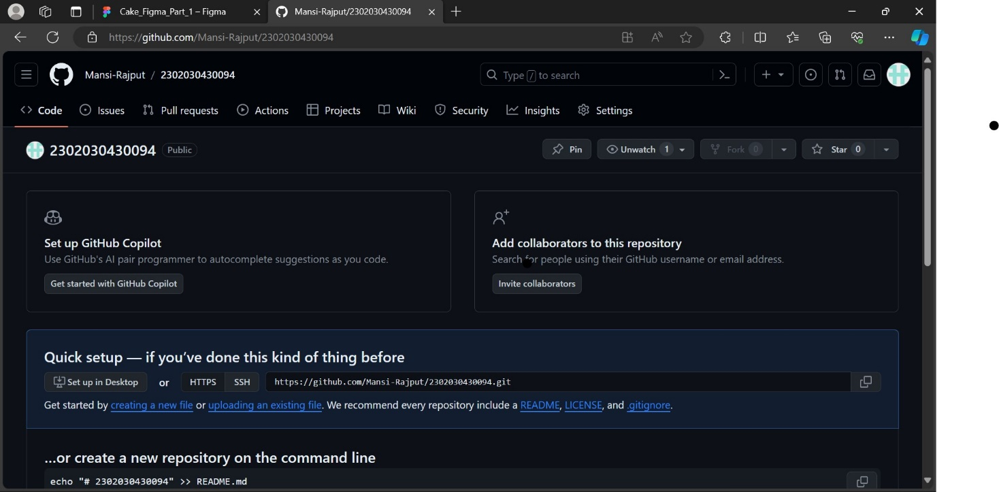 Cake_Figma_Part_1 – Figma
Mansi-Rajput/2302030430094
https://github.com/Mansi-Rajput/2302030430094
Mansi-Rajput / 2302030430094
Type / to search
Code Issues Pull requests Actions Projects Wiki Security Insights Settings
2302030430094 Public
Pin Unwatch 1 Fork 0 Star 0
Set up GitHub Copilot
Use GitHub's AI pair programmer to autocomplete suggestions as you code.
Get started with GitHub Copilot
Add collaborators to this repository
Search for people using their GitHub username or email address.
Invite collaborators
Quick setup — if you’ve done this kind of thing before
Set up in Desktop or HTTPS SSH https://github.com/Mansi-Rajput/2302030430094.git
Get started by creating a new file or uploading an existing file. We recommend every repository include a README, LICENSE, and .gitignore.
…or create a new repository on the command line
echo "# 2302030430094" >> README.md